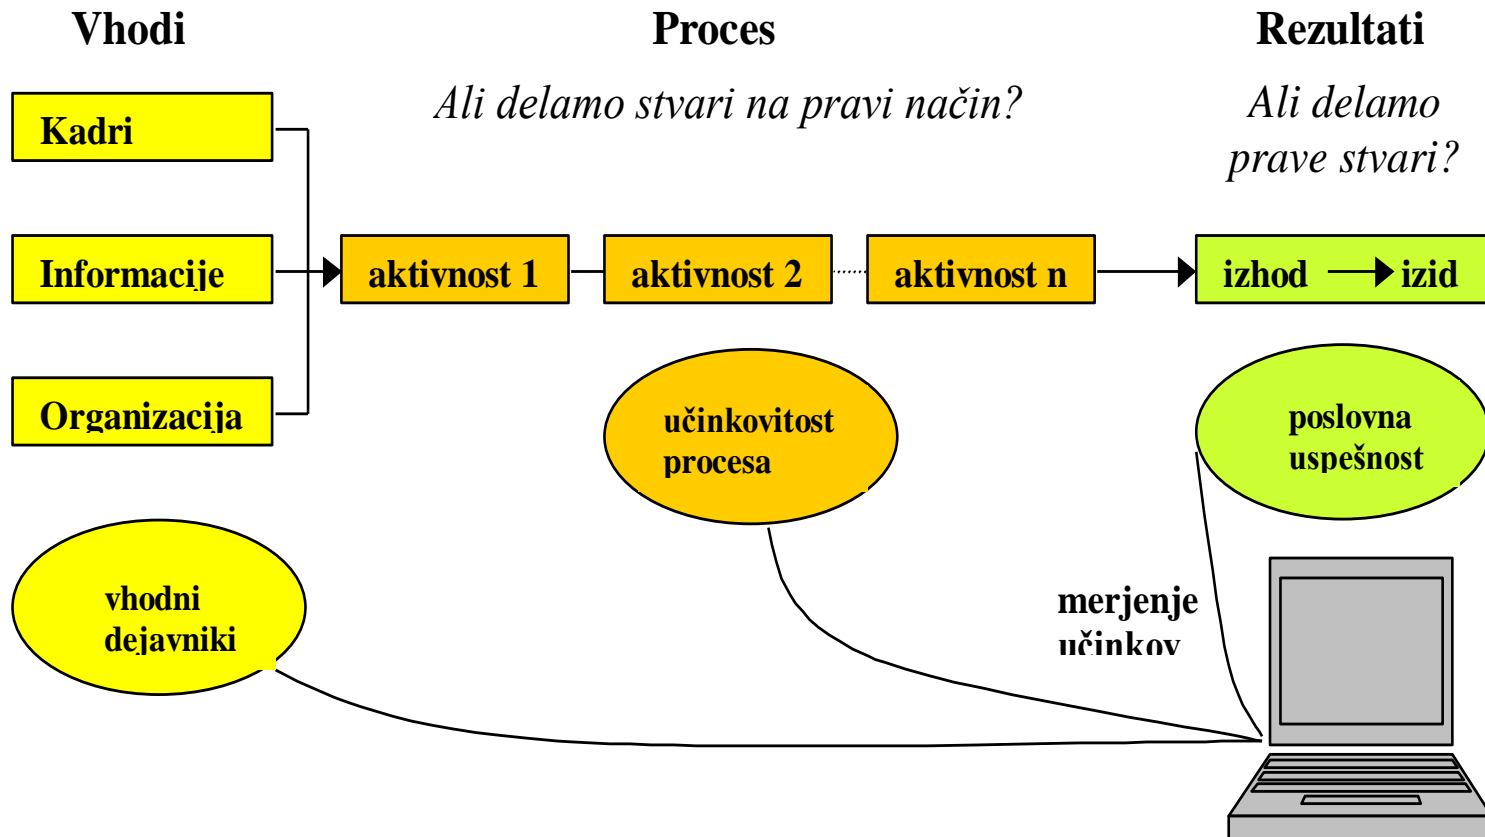 Vhodi
Proces
Rezultati
Ali delamo stvari na pravi način?
Ali delamo
prave stvari?
Kadri
Informacije
Organizacija
aktivnost 1
aktivnost 2
aktivnost n
izhod
izid
učinkovitost
procesa
poslovna
uspešnost
vhodni
dejavniki
merjenje
učinkov